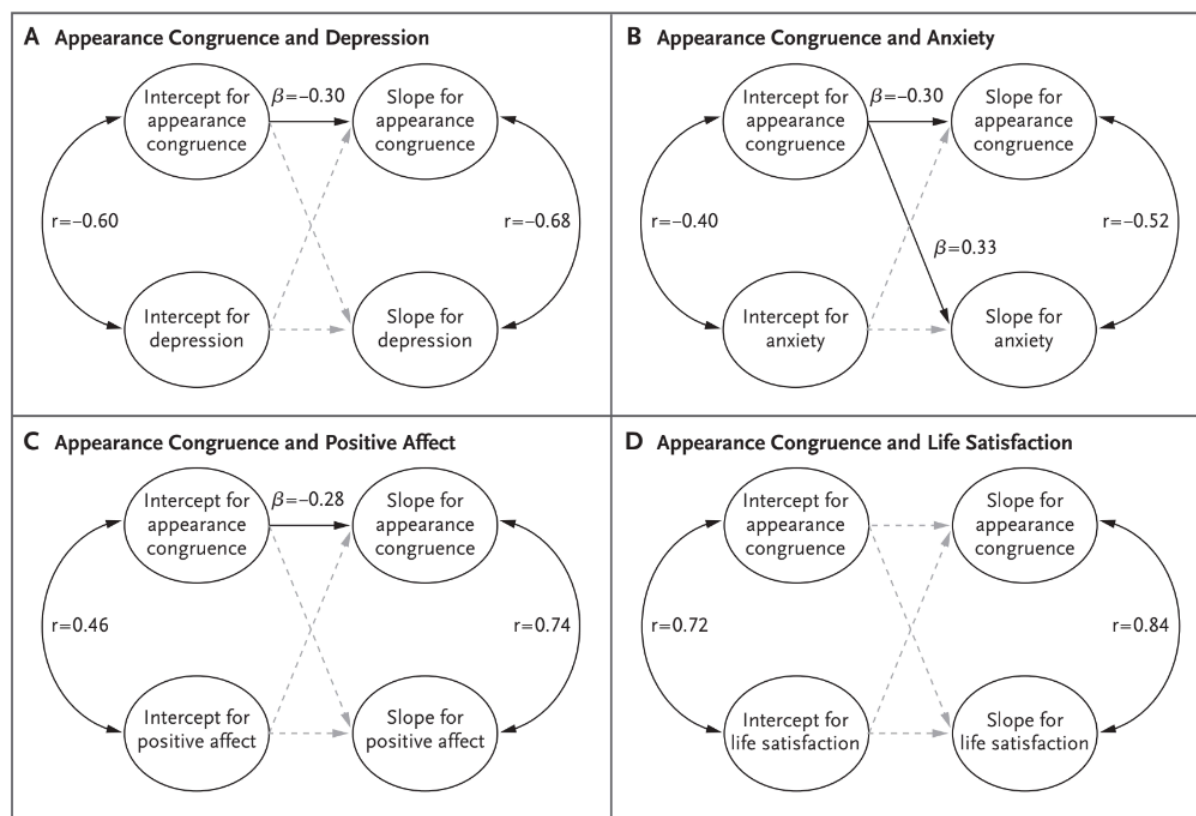 A Appearance Congruence and Depression
Intercept for
appearance
congruence
β=–0.30
Slope for
appearance
congruence
r=–0.60
r=–0.68
Intercept for
depression
Slope for
depression
B Appearance Congruence and Anxiety
Intercept for
appearance
congruence
β=–0.30
Slope for
appearance
congruence
r=–0.40
β=0.33
r=–0.52
Intercept for
anxiety
Slope for
anxiety
C Appearance Congruence and Positive Affect
Intercept for
appearance
congruence
β=–0.28
Slope for
appearance
congruence
r=0.46
r=0.74
Intercept for
positive affect
Slope for
positive affect
D Appearance Congruence and Life Satisfaction
Intercept for
appearance
congruence
Slope for
appearance
congruence
r=0.72
r=0.84
Intercept for
life satisfaction
Slope for
life satisfaction